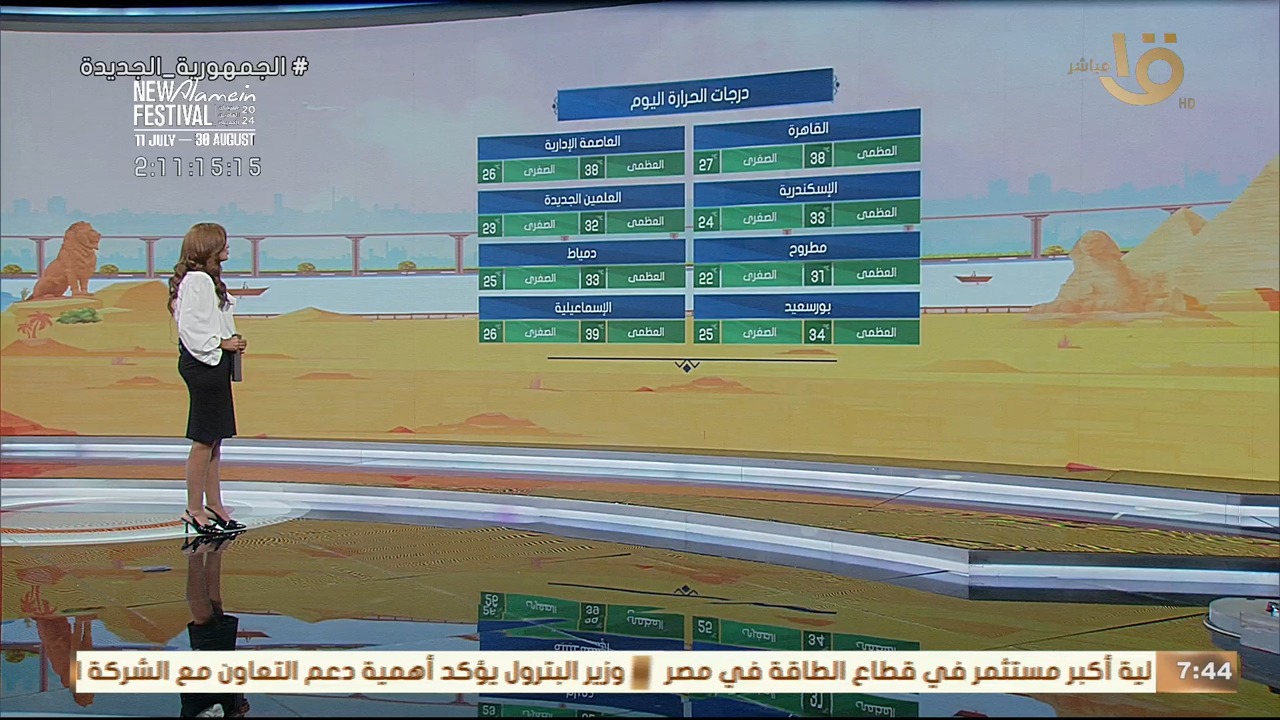 #الجمهورية_الجديدة
NEW Alamein
FESTIVAL 20 24
11 JULY — 30 AUGUST
2:11:15:15
مباشر
HD
درجات الحرارة اليوم
القاهرة
العظمى 38 الصغرى 27
العاصمة الإدارية
العظمى 38 الصغرى 26
الإسكندرية
العظمى 33 الصغرى 24
العلمين الجديدة
العظمى 32 الصغرى 23
مطروح
العظمى 31 الصغرى 22
دمياط
العظمى 33 الصغرى 25
بورسعيد
العظمى 34 الصغرى 25
الإسماعيلية
العظمى 39 الصغرى 26
7:44
لية أكبر مستثمر في قطاع الطاقة في مصر وزير البترول يؤكد أهمية دعم التعاون مع الشركة ا